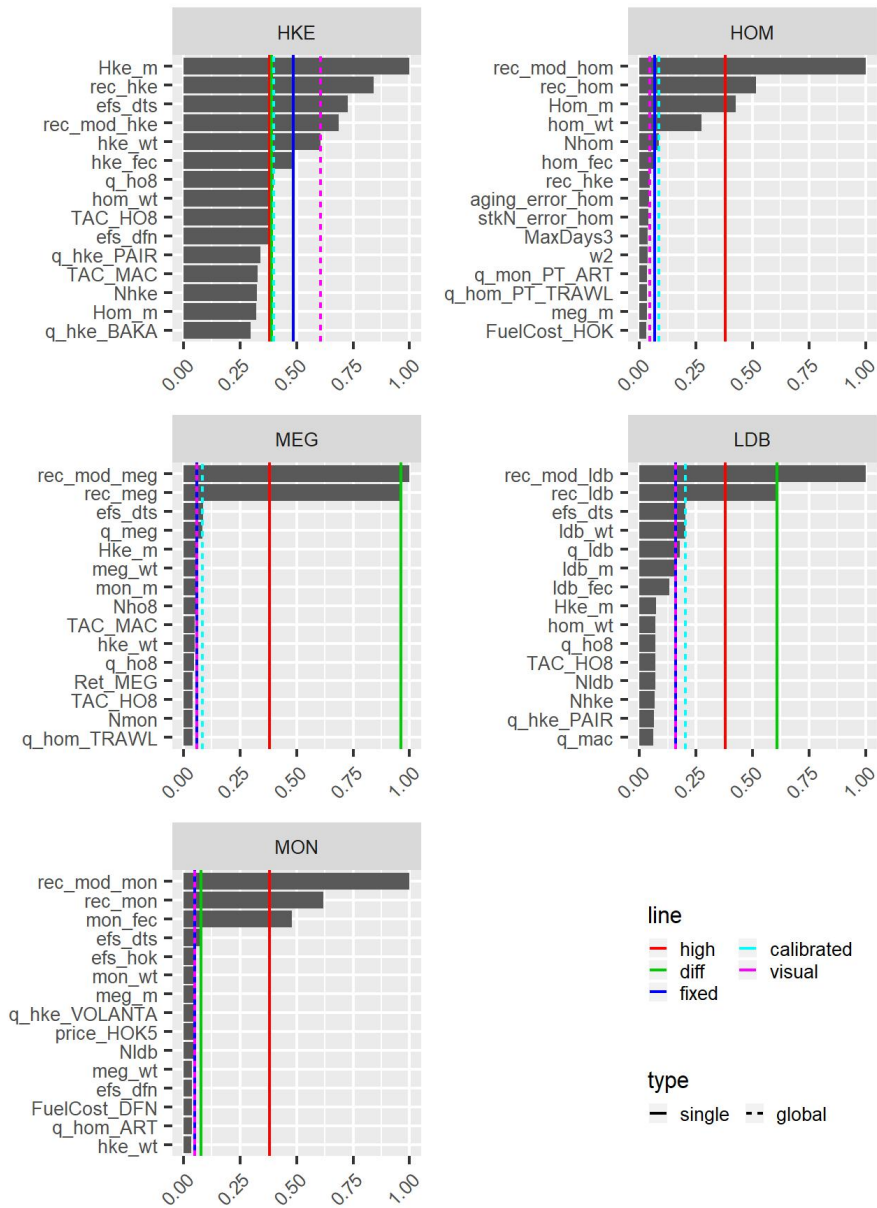 HKE
Hke_m
rec_hke
efs_dts
rec_mod_hke
hke_wt
hke_fec
q_ho8
hom_wt
TAC_HO8
efs_dfn
q_hke_PAIR
TAC_MAC
Nhke
Hom_m
q_hke_BAKA
0.00
0.25
0.50
0.75
1.00
HOM
rec_mod_hom
rec_hom
Hom_m
hom_wt
Nhom
hom_fec
rec_hke
aging_error_hom
stkN_error_hom
MaxDays3
w2
q_mon_PT_ART
q_hom_PT_TRAWL
meg_m
FuelCost_HOK
0.00
0.25
0.50
0.75
1.00
MEG
rec_mod_meg
rec_meg
efs_dts
q_meg
Hke_m
meg_wt
mon_m
Nho8
TAC_MAC
hke_wt
q_ho8
Ret_MEG
TAC_HO8
Nmon
q_hom_TRAWL
0.00
0.25
0.50
0.75
1.00
LDB
rec_mod_ldb
rec_ldb
efs_dts
ldb_wt
q_ldb
ldb_m
ldb_fec
Hke_m
hom_wt
q_ho8
TAC_HO8
Nldb
Nhke
q_hke_PAIR
q_mac
0.00
0.25
0.50
0.75
1.00
MON
rec_mod_mon
rec_mon
mon_fec
efs_dts
efs_hok
mon_wt
meg_m
q_hke_VOLANTA
price_HOK5
Nldb
meg_wt
efs_dfn
FuelCost_DFN
q_hom_ART
hke_wt
0.00
0.25
0.50
0.75
1.00
line
high
diff
fixed
calibrated
visual
type
single
global